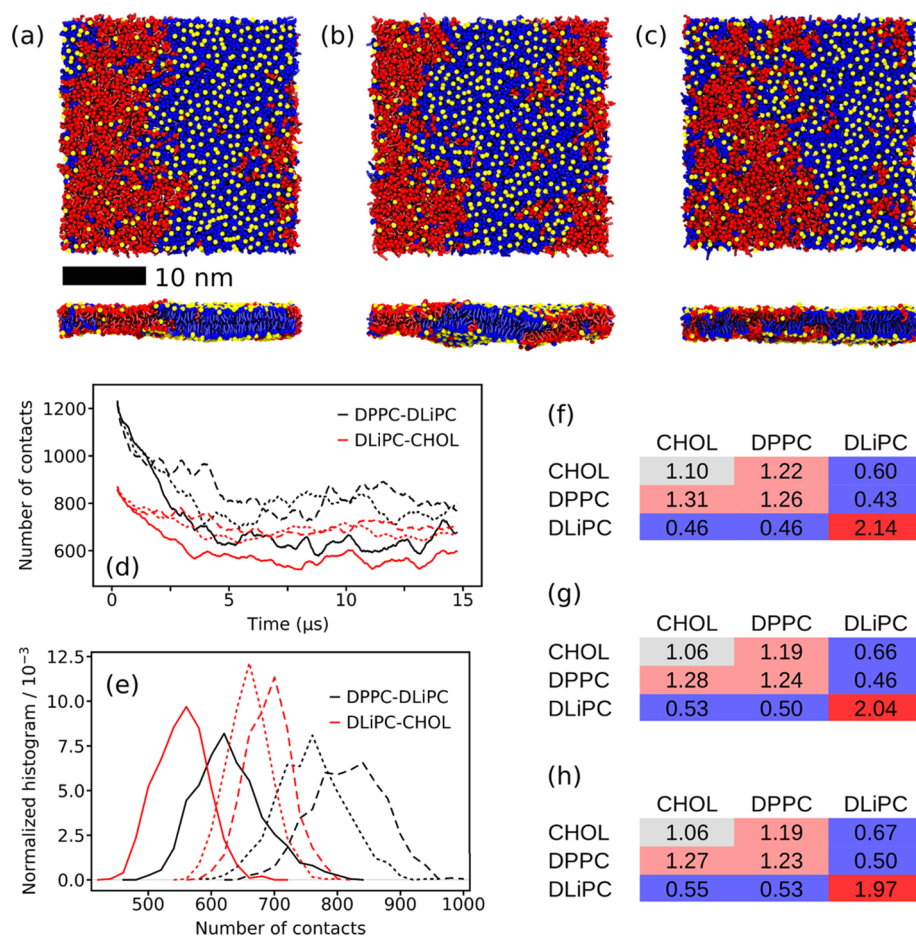 (a) (b) (c)
10 nm
Number of contacts
1200
1000
800
600
DPPC-DLiPC
DLiPC-CHOL
(d)
0 5 10 15
Time (μs)
Normalized histogram / 10⁻³
12.5
10.0
7.5
5.0
2.5
0.0
(e)
DPPC-DLiPC
DLiPC-CHOL
500 600 700 800 900 1000
Number of contacts
(f)
CHOL DPPC DLiPC
CHOL 1.10 1.22 0.60
DPPC 1.31 1.26 0.43
DLiPC 0.46 0.46 2.14
(g)
CHOL DPPC DLiPC
CHOL 1.06 1.19 0.66
DPPC 1.28 1.24 0.46
DLiPC 0.53 0.50 2.04
(h)
CHOL DPPC DLiPC
CHOL 1.06 1.19 0.67
DPPC 1.27 1.23 0.50
DLiPC 0.55 0.53 1.97